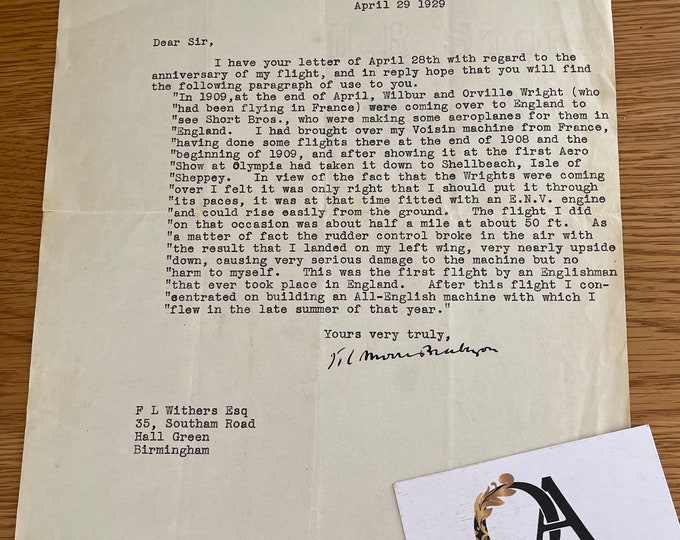 April 29 1929
Dear Sir,
I have your letter of April 28th with regard to the
anniversary of my flight, and in reply hope that you will find
the following paragraph of use to you.
"In 1909,at the end of April, Wilbur and Orville Wright (who
"had been flying in France) were coming over to England to
"see Short Bros., who were making some aeroplanes for them in
"England. I had brought over my Voisin machine from France,
"having done some flights there at the end of 1908 and the
"beginning of 1909, and after showing it at the first Aero
"Show at Olympia had taken it down to Shellbeach, Isle of
"Sheppey. In view of the fact that the Wrights were coming
"over I felt it was only right that I should put it through
"its paces, it was at that time fitted with an E.N.V. engine
"and could rise easily from the ground. The flight I did
"on that occasion was about half a mile at about 50 ft. As
"a matter of fact the rudder control broke in the air with
"the result that I landed on my left wing, very nearly upside
"down, causing very serious damage to the machine but no
"harm to myself. This was the first flight by an Englishman
"that ever took place in England. After this flight I con-
"sentrated on building an All-English machine with which I
"flew in the late summer of that year."
Yours very truly,
F L Withers Esq
35, Southam Road
Hall Green
Birmingham